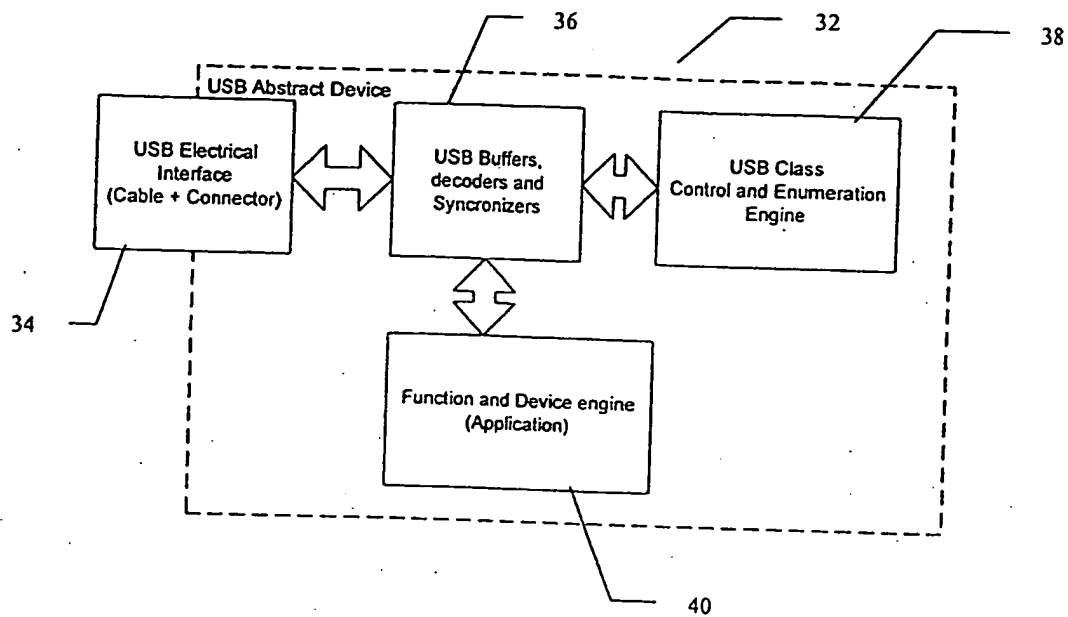 36
32
38
USB Abstract Device
USB Electrical
Interface
(Cable + Connector)
USB Buffers,
decoders and
Syncronizers
USB Class
Control and Enumeration
Engine
34
Function and Device engine
(Application)
40